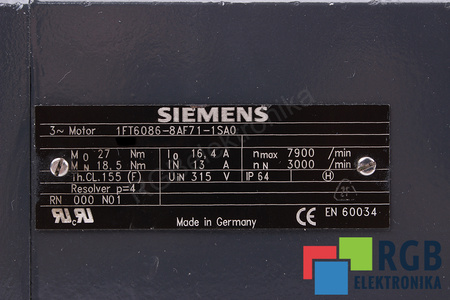 SIEMENS
3~ Motor 1FT6086-8AF71-1SA0
M0 27 Nm I0 16,4 A nmax 7900 /min
MN 18,5 Nm IN 13 A nN 3000 /min
Th.CL.155 (F) UIN 315 V IP 64 (H)
Resolver p=4
RN 000 N01
Made in Germany
CE EN 60034
RGB
ELEKTRONIKA